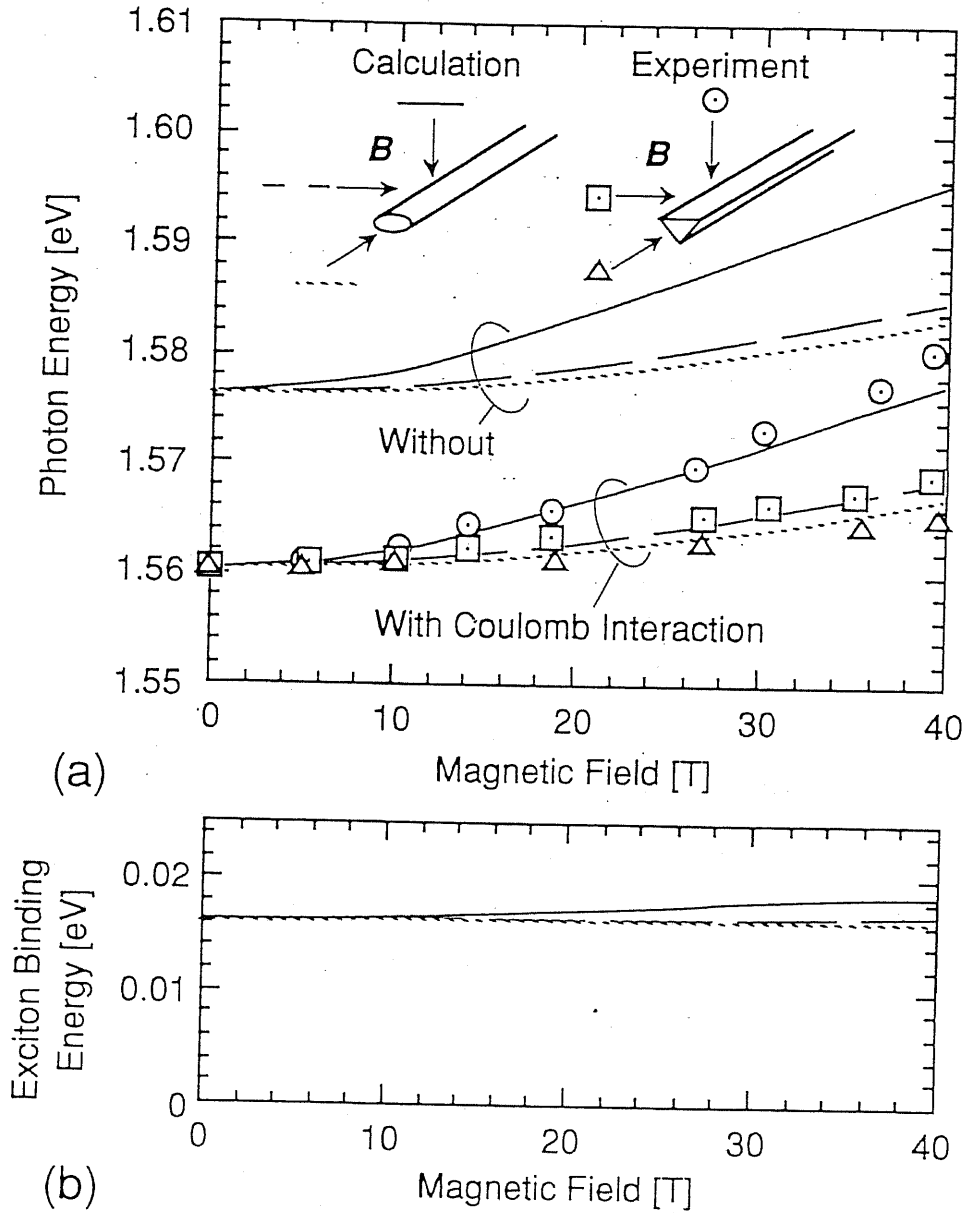 1.61
1.60
1.59
1.58
1.57
1.56
1.55
Photon Energy [eV]
Calculation
Experiment
B
B
Without
With Coulomb Interaction
0
10
20
30
40
Magnetic Field [T]
(a)
Exciton Binding
Energy [eV]
0.02
0.01
0
0
10
20
30
40
Magnetic Field [T]
(b)